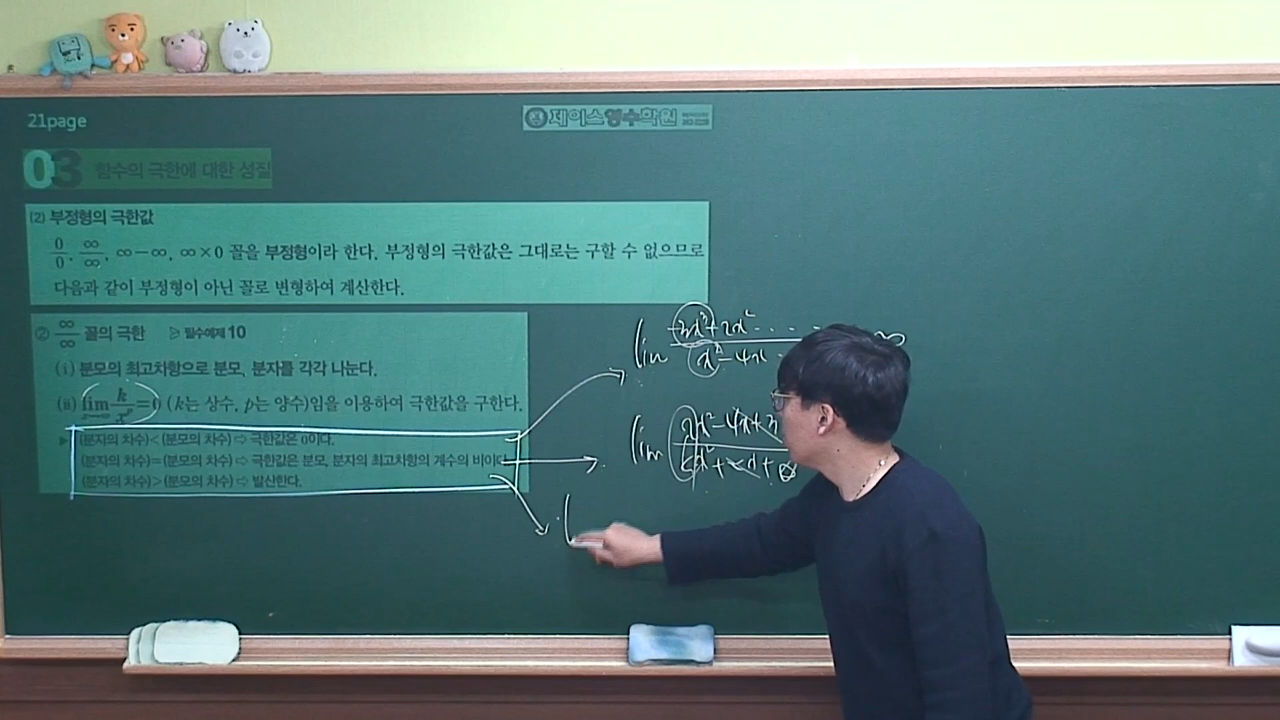 21page
제이스영수학원
03 함수의 극한에 대한 성질
(2) 부정형의 극한값
0/0, ∞/∞, ∞-∞, ∞×0 꼴을 부정형이라 한다. 부정형의 극한값은 그대로는 구할 수 없으므로
다음과 같이 부정형이 아닌 꼴로 변형하여 계산한다.
② ∞/∞ 꼴의 극한 ▷ 필수예제 10
(i) 분모의 최고차항으로 분모, 분자를 각각 나눈다.
(ii) lim k/x^p=0 (k는 상수, p는 양수)임을 이용하여 극한값을 구한다.
▶ (분자의 차수)<(분모의 차수) ⇨ 극한값은 0이다.
(분자의 차수)=(분모의 차수) ⇨ 극한값은 분모, 분자의 최고차항의 계수의 비이다.
(분자의 차수)>(분모의 차수) ⇨ 발산한다.
lim
lim